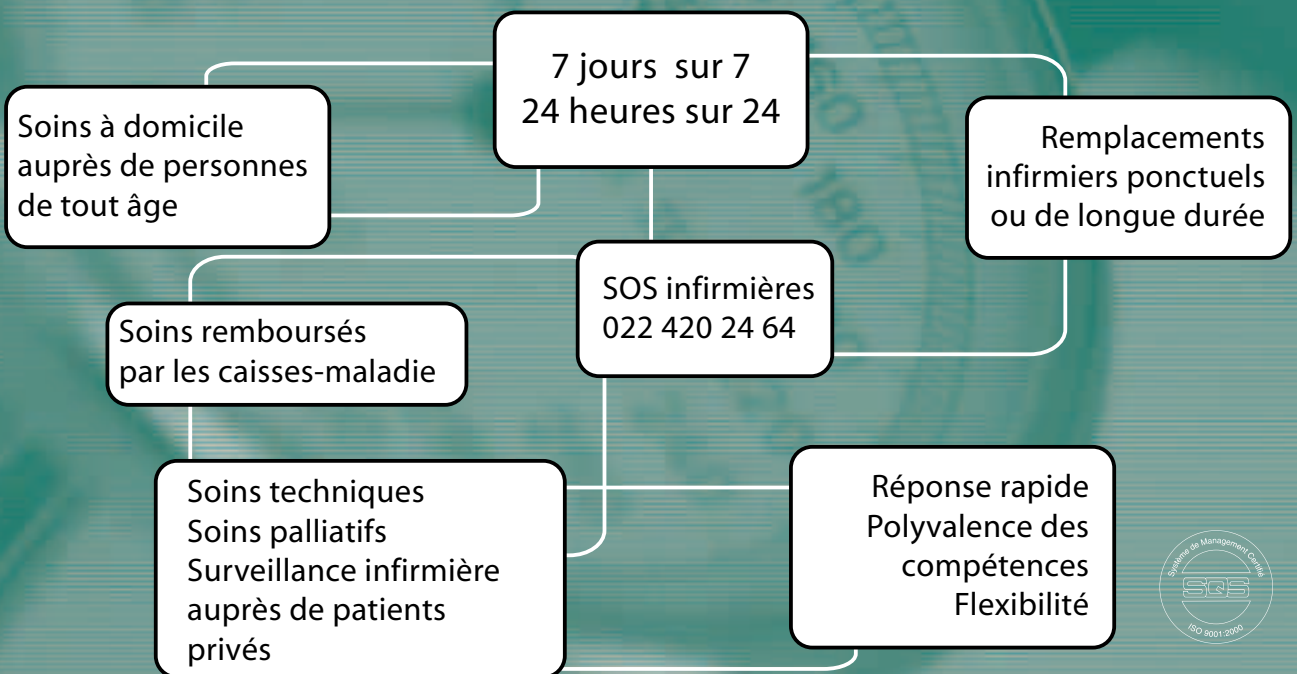 7 jours sur 7
24 heures sur 24
Soins à domicile
auprès de personnes
de tout âge
Remplacements
infirmiers ponctuels
ou de longue durée
SOS infirmières
022 420 24 64
Soins remboursés
par les caisses-maladie
Soins techniques
Soins palliatifs
Surveillance infirmière
auprès de patients
privés
Réponse rapide
Polyvalence des
compétences
Flexibilité
Système de Management Certifié
SQS
ISO 9001:2000
160
180